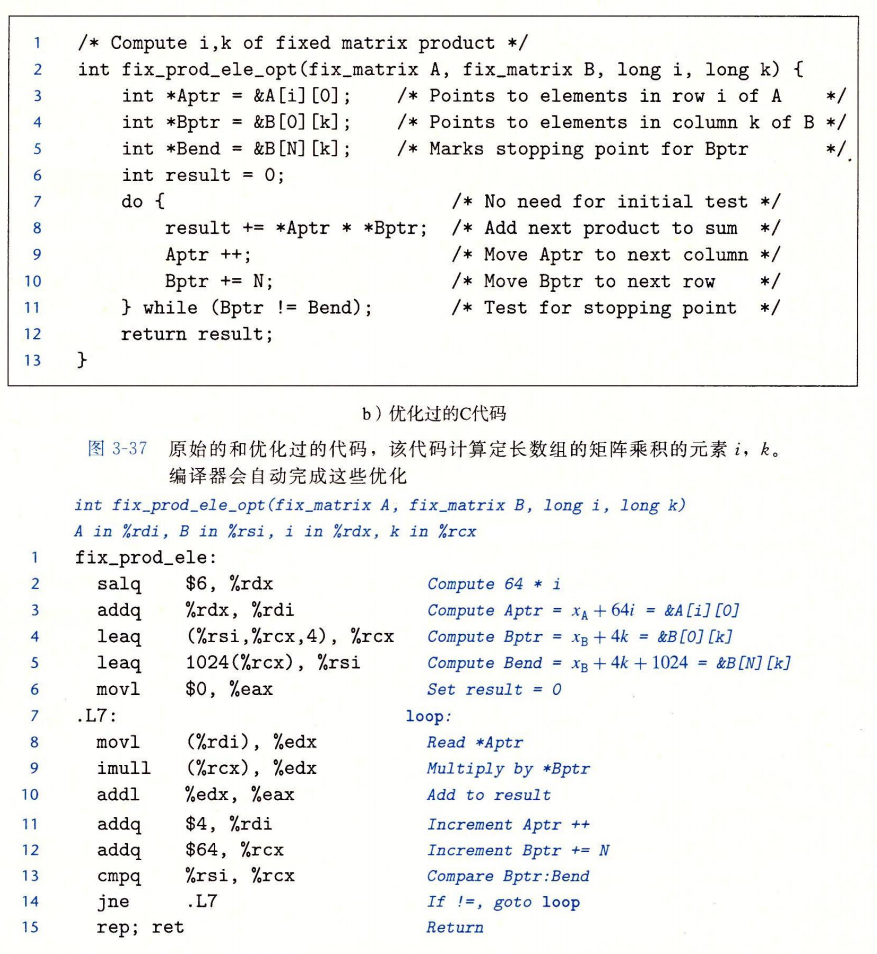 1 /* Compute i,k of fixed matrix product */
2 int fix_prod_ele_opt(fix_matrix A, fix_matrix B, long i, long k) {
3 int *Aptr = &A[i][0]; /* Points to elements in row i of A */
4 int *Bptr = &B[0][k]; /* Points to elements in column k of B */
5 int *Bend = &B[N][k]; /* Marks stopping point for Bptr */
6 int result = 0;
7 do { /* No need for initial test */
8 result += *Aptr * *Bptr; /* Add next product to sum */
9 Aptr ++; /* Move Aptr to next column */
10 Bptr += N; /* Move Bptr to next row */
11 } while (Bptr != Bend); /* Test for stopping point */
12 return result;
13 }
b）优化过的C代码
图 3-37 原始的和优化过的代码，该代码计算定长数组的矩阵乘积的元素 i，k。
编译器会自动完成这些优化
int fix_prod_ele_opt(fix_matrix A, fix_matrix B, long i, long k)
A in %rdi, B in %rsi, i in %rdx, k in %rcx
1 fix_prod_ele:
2 salq $6, %rdx Compute 64 * i
3 addq %rdx, %rdi Compute Aptr = xA + 64i = &A[i][0]
4 leaq (%rsi,%rcx,4), %rcx Compute Bptr = xB + 4k = &B[0][k]
5 leaq 1024(%rcx), %rsi Compute Bend = xB + 4k + 1024 = &B[N][k]
6 movl $0, %eax Set result = 0
7 .L7: loop:
8 movl (%rdi), %edx Read *Aptr
9 imull (%rcx), %edx Multiply by *Bptr
10 addl %edx, %eax Add to result
11 addq $4, %rdi Increment Aptr ++
12 addq $64, %rcx Increment Bptr += N
13 cmpq %rsi, %rcx Compare Bptr:Bend
14 jne .L7 If !=, goto loop
15 rep; ret Return